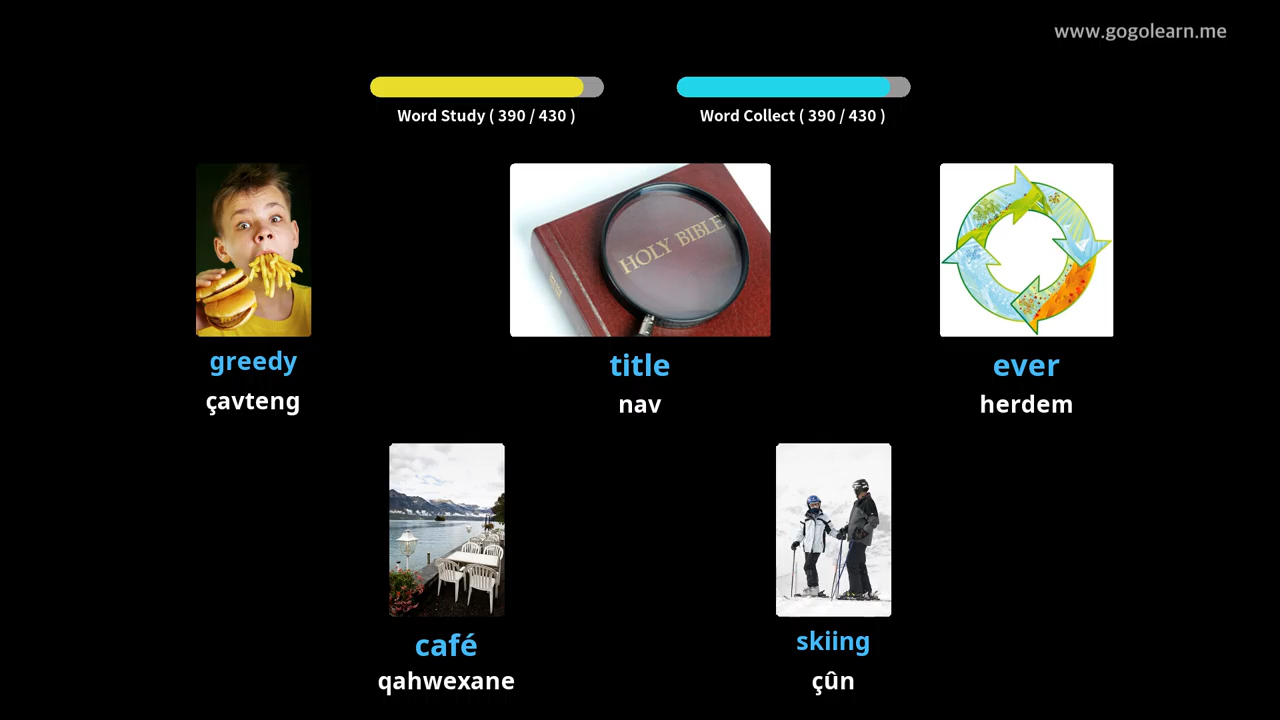 www.gogolearn.me
Word Study ( 390 / 430 )
Word Collect ( 390 / 430 )
HOLY BIBLE
greedy
çavteng
title
nav
ever
herdem
café
qahwexane
skiing
çûn